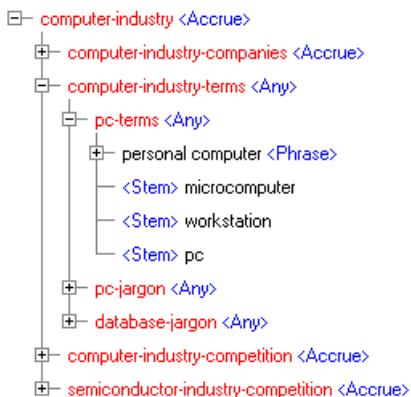 computer-industry <Accrue>
computer-industry-companies <Accrue>
computer-industry-terms <Any>
pc-terms <Any>
personal computer <Phrase>
<Stem> microcomputer
<Stem> workstation
<Stem> pc
pc-jargon <Any>
database-jargon <Any>
computer-industry-competition <Accrue>
semiconductor-industry-competition <Accrue>